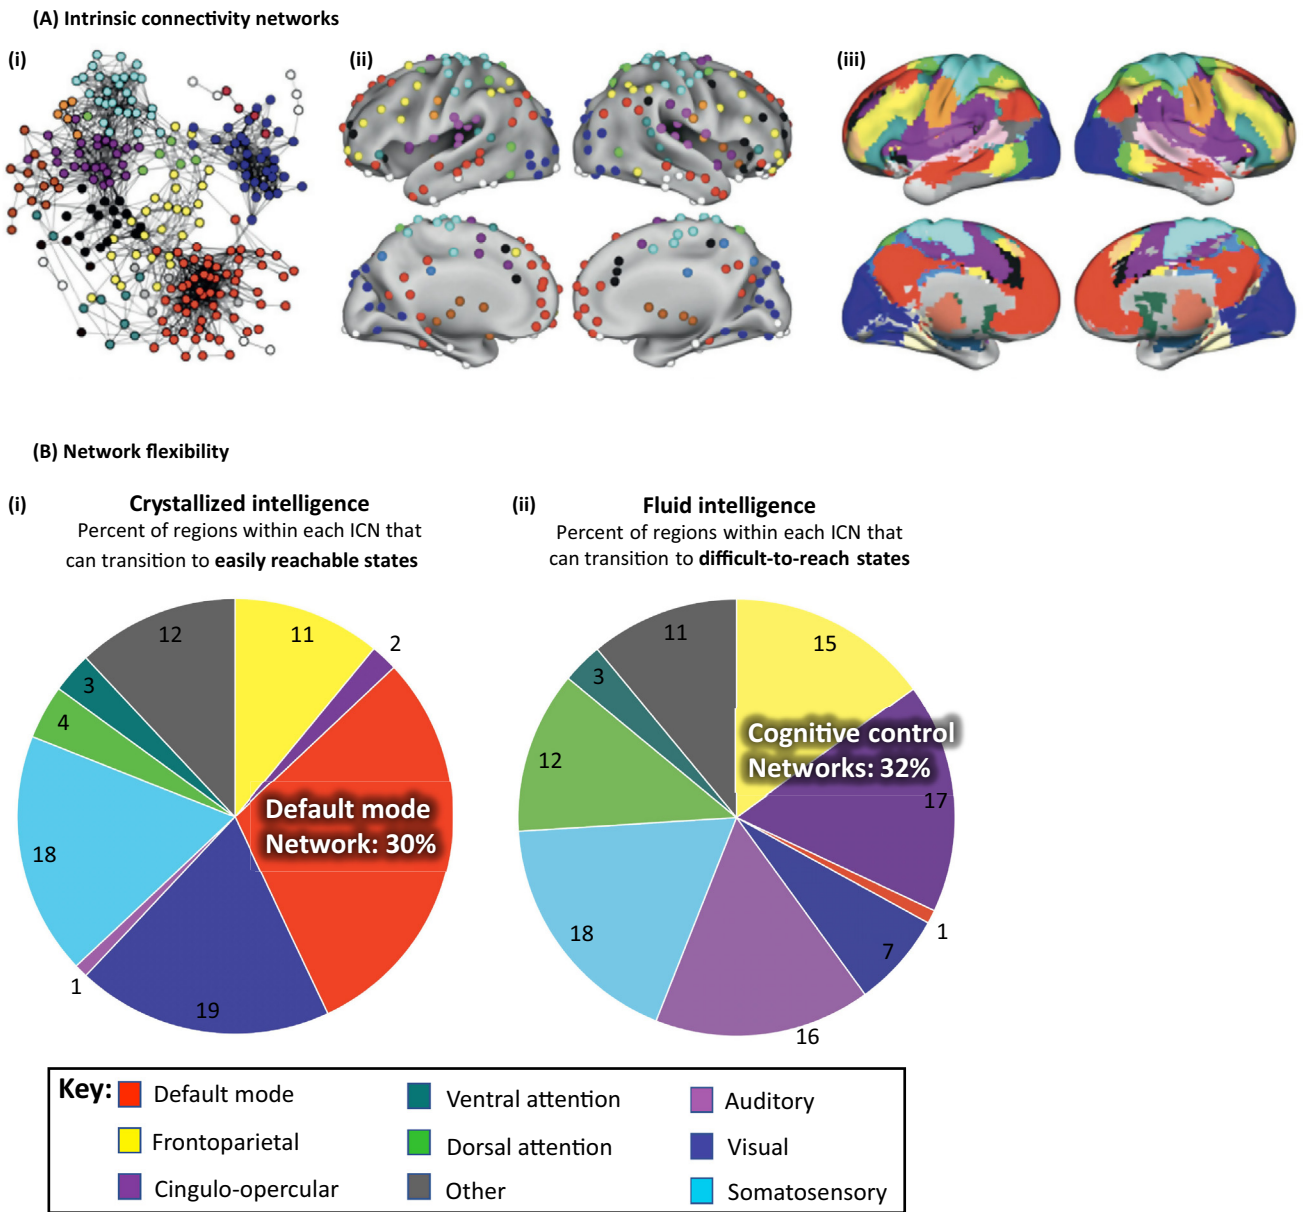 (A) Intrinsic connectivity networks
(i)
(ii)
(iii)
(B) Network flexibility
(i)
Crystallized intelligence
Percent of regions within each ICN that
can transition to easily reachable states
12
11
2
3
4
18
1
19
Default mode
Network: 30%
(ii)
Fluid intelligence
Percent of regions within each ICN that
can transition to difficult-to-reach states
11
15
3
12
17
18
1
7
16
Cognitive control
Networks: 32%
Key:
Default mode
Frontoparietal
Cingulo-opercular
Ventral attention
Dorsal attention
Other
Auditory
Visual
Somatosensory